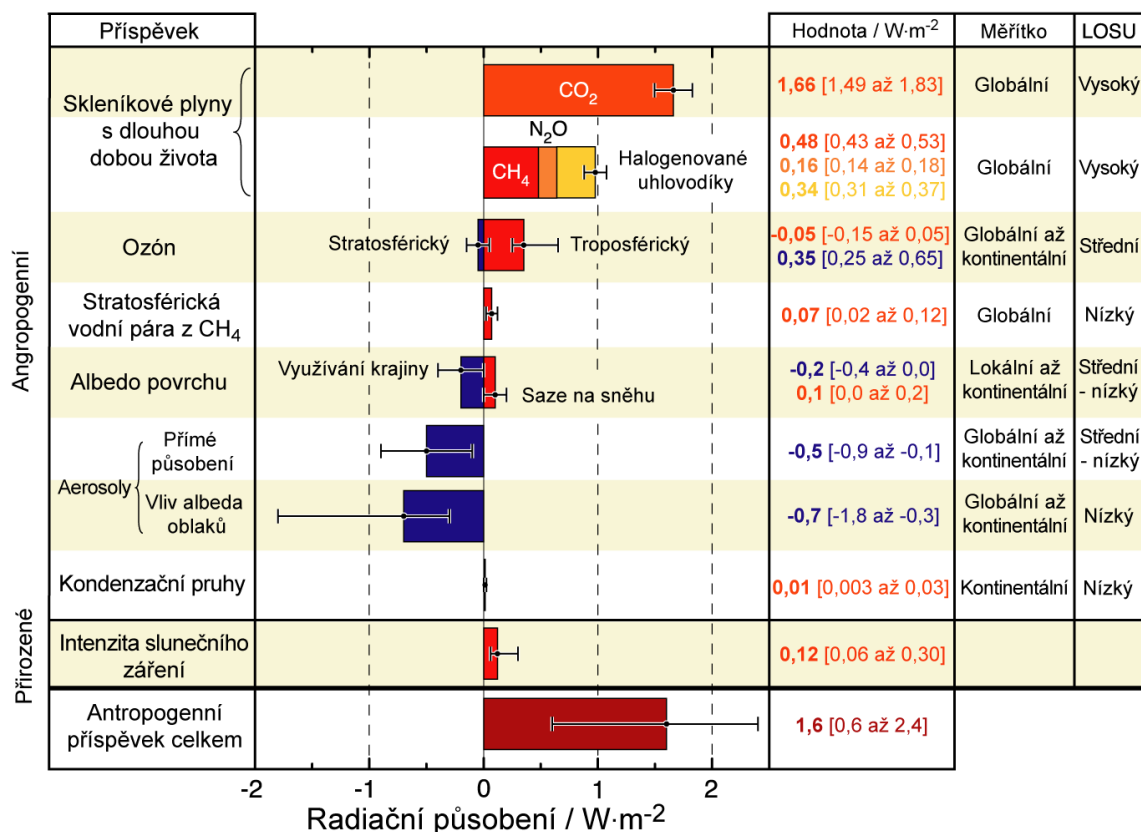 Příspěvek
Hodnota / W·m-2
Měřítko
LOSU
Angropogenní
Skleníkové plyny
s dlouhou
dobou života
CO2
1,66 [1,49 až 1,83]
Globální
Vysoký
N2O
CH4
Halogenované
uhlovodíky
0,48 [0,43 až 0,53]
0,16 [0,14 až 0,18]
0,34 [0,31 až 0,37]
Globální
Vysoký
Ozón
Stratosférický
Troposférický
-0,05 [-0,15 až 0,05]
0,35 [0,25 až 0,65]
Globální až
kontinentální
Střední
Stratosférická
vodní pára z CH4
0,07 [0,02 až 0,12]
Globální
Nízký
Albedo povrchu
Využívání krajiny
Saze na sněhu
-0,2 [-0,4 až 0,0]
0,1 [0,0 až 0,2]
Lokální až
kontinentální
Střední
- nízký
Aerosoly
Přímé
působení
-0,5 [-0,9 až -0,1]
Globální až
kontinentální
Střední
- nízký
Vliv albeda
oblaků
-0,7 [-1,8 až -0,3]
Globální až
kontinentální
Nízký
Kondenzační pruhy
0,01 [0,003 až 0,03]
Kontinentální
Nízký
Přirozené
Intenzita slunečního
záření
0,12 [0,06 až 0,30]
Antropogenní
příspěvek celkem
1,6 [0,6 až 2,4]
-2 -1 0 1 2
Radiační působení / W·m-2